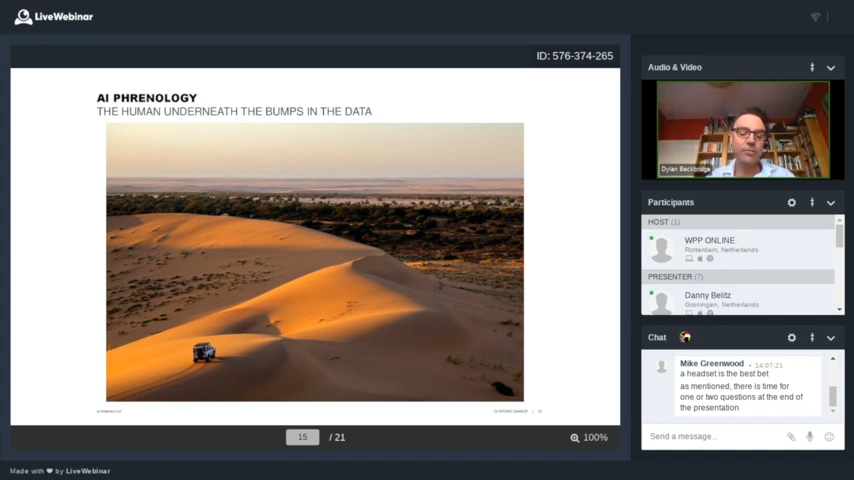 LiveWebinar
ID: 576-374-265
AI PHRENOLOGY
THE HUMAN UNDERNEATH THE BUMPS IN THE DATA
AI PHRENOLOGY
15 / 21
100%
Made with ❤ by LiveWebinar
Audio & Video
Dylan Beckbridge
Participants
HOST (1)
WPP ONLINE
Rotterdam, Netherlands
PRESENTER (7)
Danny Belitz
Groningen, Netherlands
Chat
Mike Greenwood • 14:07:21
a headset is the best bet
as mentioned, there is time for
one or two questions at the end of
the presentation
Send a message...